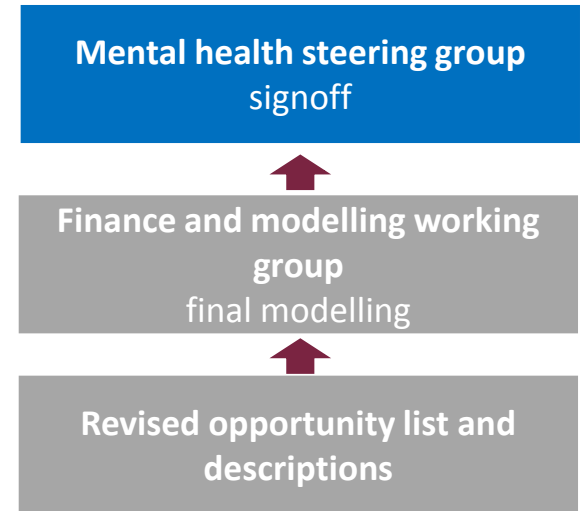 Mental health steering group
signoff
Finance and modelling working
group
final modelling
Revised opportunity list and
descriptions